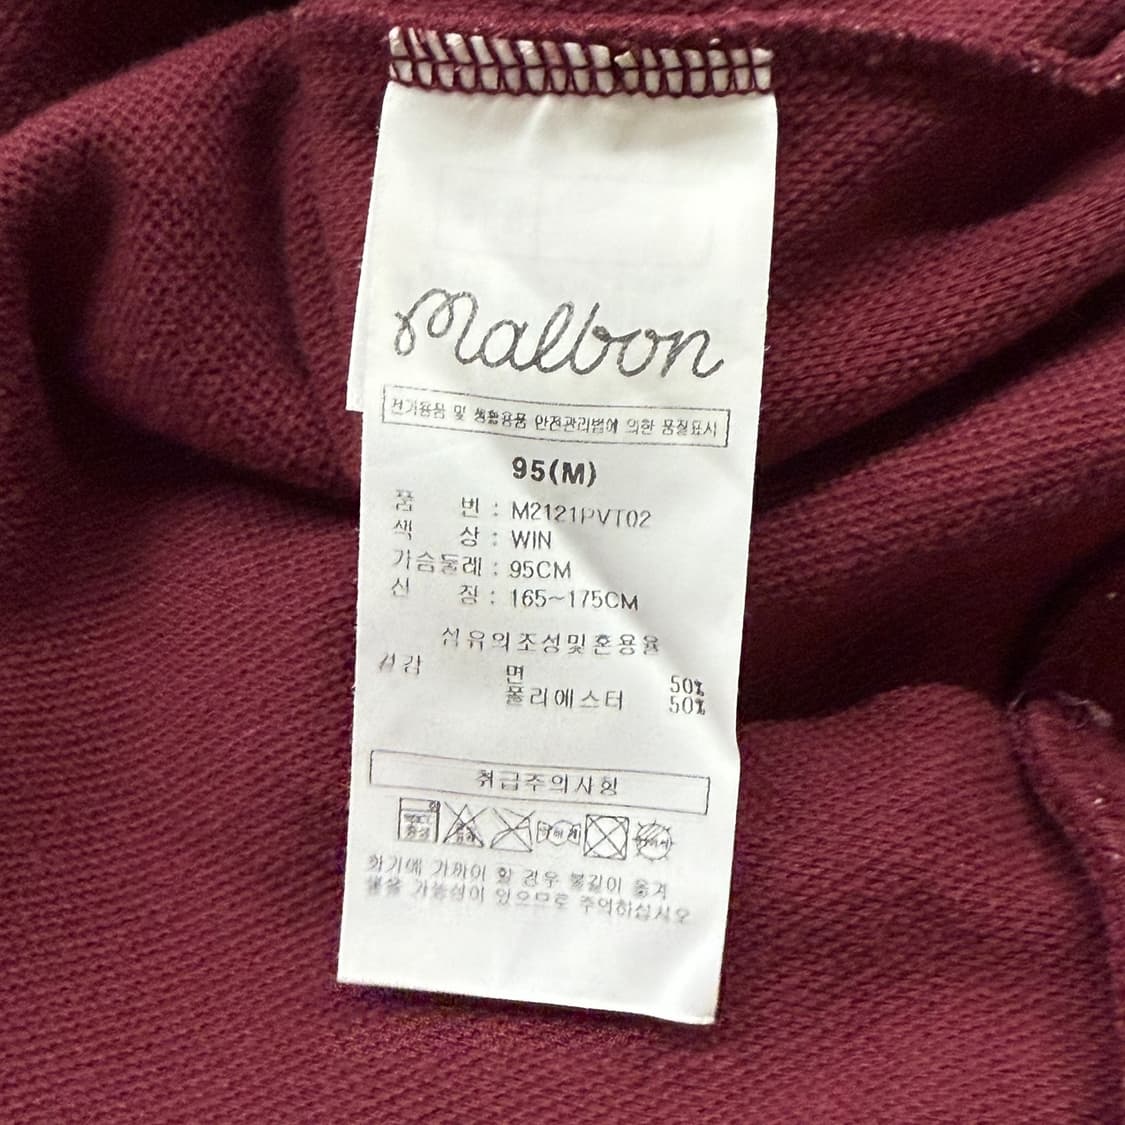 Malbon
전기용품 및 생활용품 안전관리법에 의한 품질표시
95(M)
품 번 : M2121PVT02
색 상 : WIN
가슴둘레 : 95CM
신 장 : 165~175CM
섬유의조성및혼용율
겉감 면 50%
폴리에스터 50%
취급주의사항
화기에 가까이 할 경우 불길이 옮겨
붙을 가능성이 있으므로 주의하십시오